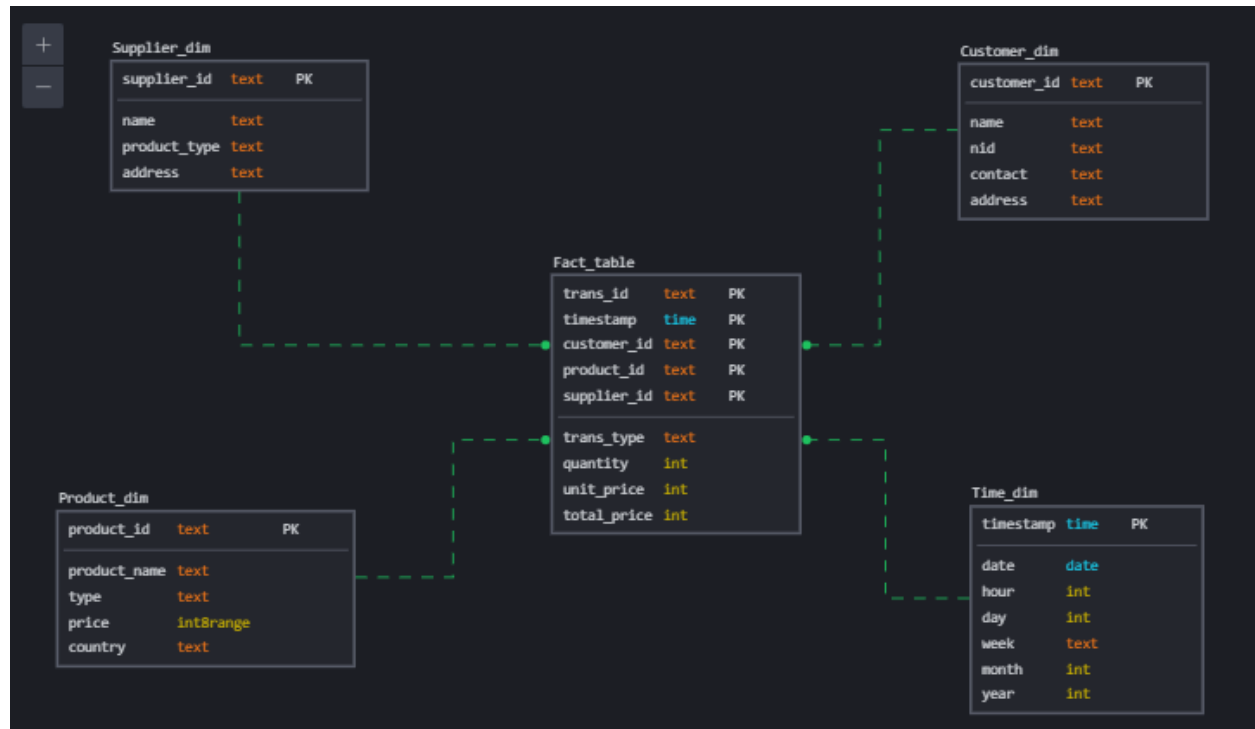 +
−
Supplier_dim
supplier_id text PK
name text
product_type text
address text
Customer_dim
customer_id text PK
name text
nid text
contact text
address text
Fact_table
trans_id text PK
timestamp time PK
customer_id text PK
product_id text PK
supplier_id text PK
trans_type text
quantity int
unit_price int
total_price int
Product_dim
product_id text PK
product_name text
type text
price int8range
country text
Time_dim
timestamp time PK
date date
hour int
day int
week text
month int
year int